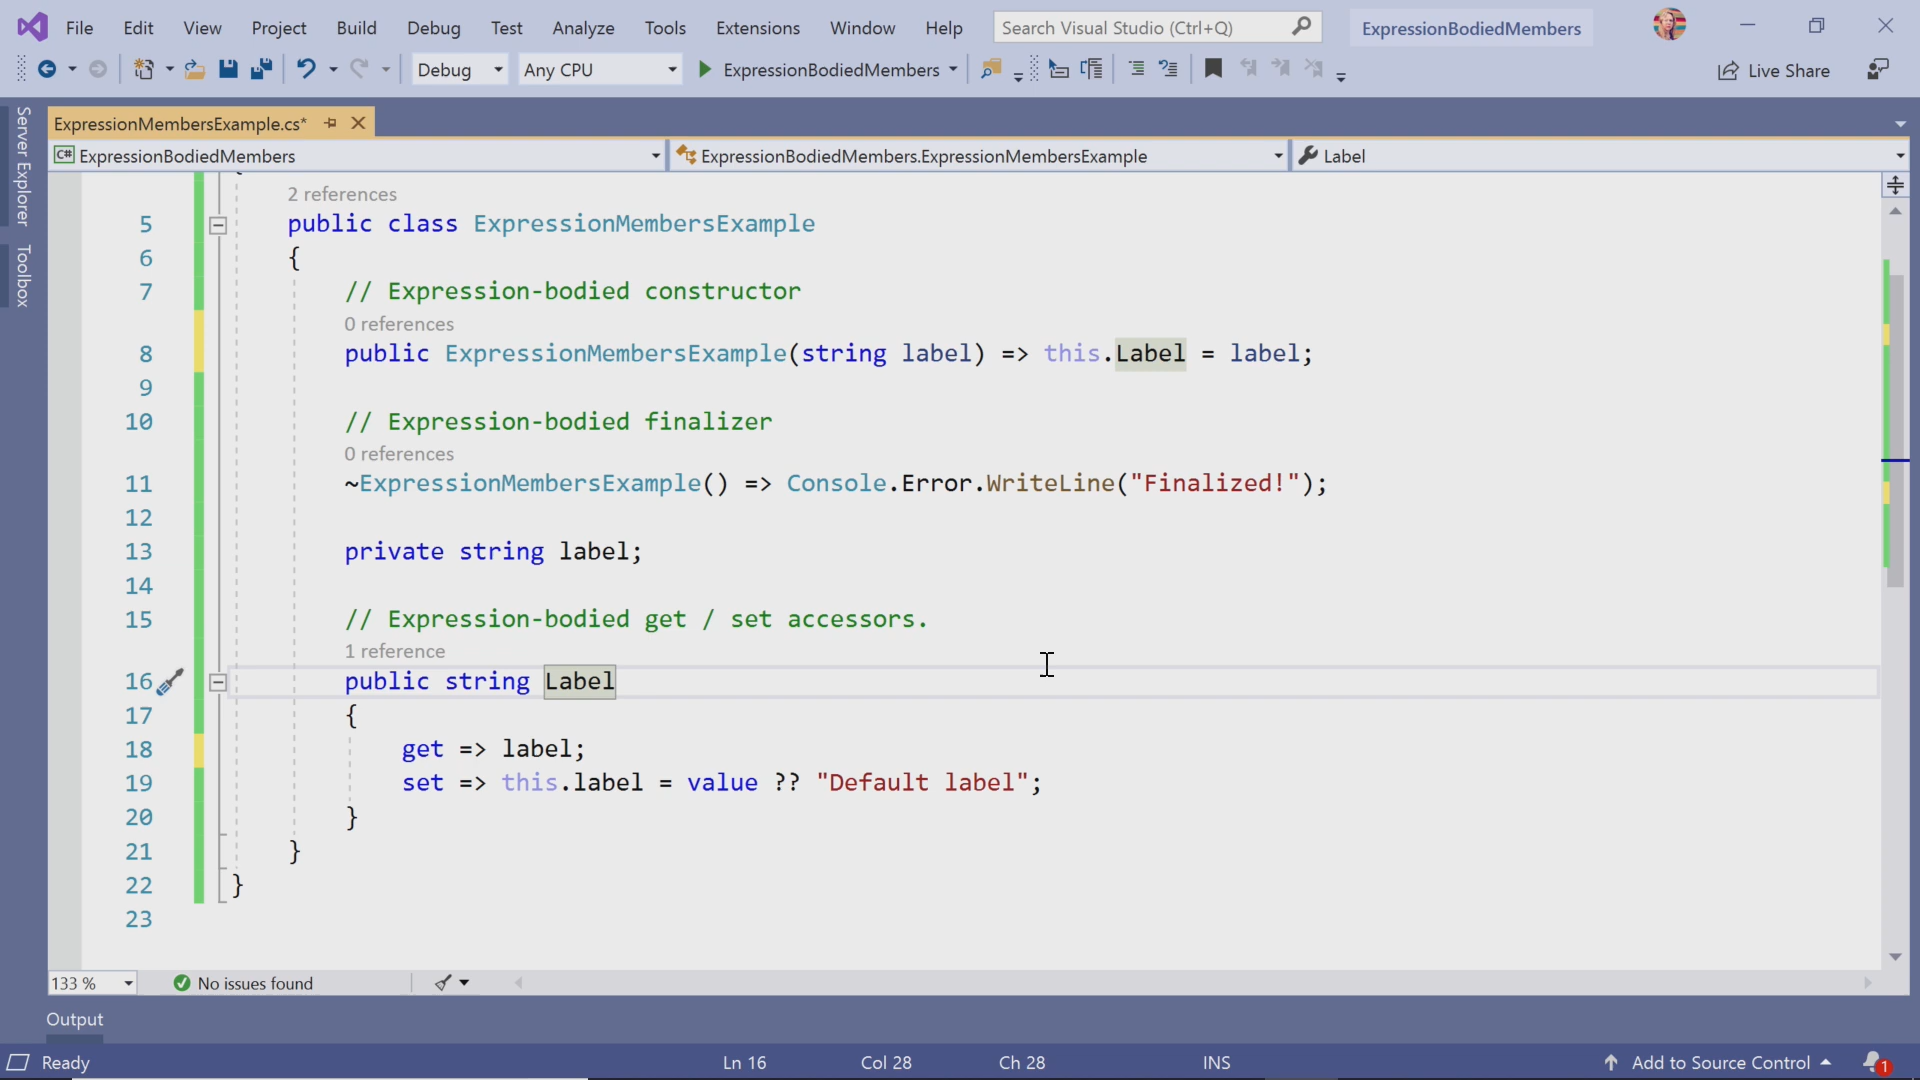 File Edit View Project Build Debug Test Analyze Tools Extensions Window Help Search Visual Studio (Ctrl+Q) ExpressionBodiedMembers
Debug Any CPU ExpressionBodiedMembers Live Share
Server Explorer
Toolbox
ExpressionMembersExample.cs*
C# ExpressionBodiedMembers ExpressionBodiedMembers.ExpressionMembersExample Label
2 references
5 public class ExpressionMembersExample
6 {
7 // Expression-bodied constructor
0 references
8 public ExpressionMembersExample(string label) => this.Label = label;
9
10 // Expression-bodied finalizer
0 references
11 ~ExpressionMembersExample() => Console.Error.WriteLine("Finalized!");
12
13 private string label;
14
15 // Expression-bodied get / set accessors.
1 reference
16 public string Label
17 {
18 get => label;
19 set => this.label = value ?? "Default label";
20 }
21 }
22 }
23
133 % No issues found
Output
Ready Ln 16 Col 28 Ch 28 INS Add to Source Control 1